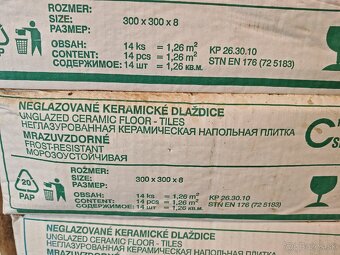 ROZMER:
SIZE: 300 x 300 x 8
РАЗМЕР:
OBSAH: 14 ks = 1,26 m² KP 26.30.10
CONTENT: 14 pcs = 1,26 m² STN EN 176 (72 5183)
СОДЕРЖИМОЕ: 14 шт = 1,26 кв.м.
PAP
NEGLAZOVANÉ KERAMICKÉ DLAŽDICE
UNGLAZED CERAMIC FLOOR - TILES
НЕГЛАЗУРОВАННАЯ КЕРАМИЧЕСКАЯ НАПОЛЬНАЯ ПЛИТКА
MRAZUVZDORNÉ
FROST-RESISTANT
МОРОЗОУСТОЙЧИВАЯ
ROZMER:
SIZE: 300 x 300 x 8
РАЗМЕР:
OBSAH: 14 ks = 1,26 m² KP 26.30.10
CONTENT: 14 pcs = 1,26 m² STN EN 176 (72 5183)
СОДЕРЖИМОЕ: 14 шт = 1,26 кв.м.
20
PAP
NEGLAZOVANÉ KERAMICKÉ DLAŽDICE
UNGLAZED CERAMIC FLOOR - TILES
НЕГЛАЗУРОВАННАЯ КЕРАМИЧЕСКАЯ НАПОЛЬНАЯ ПЛИТКА
MRAZUVZDORNÉ